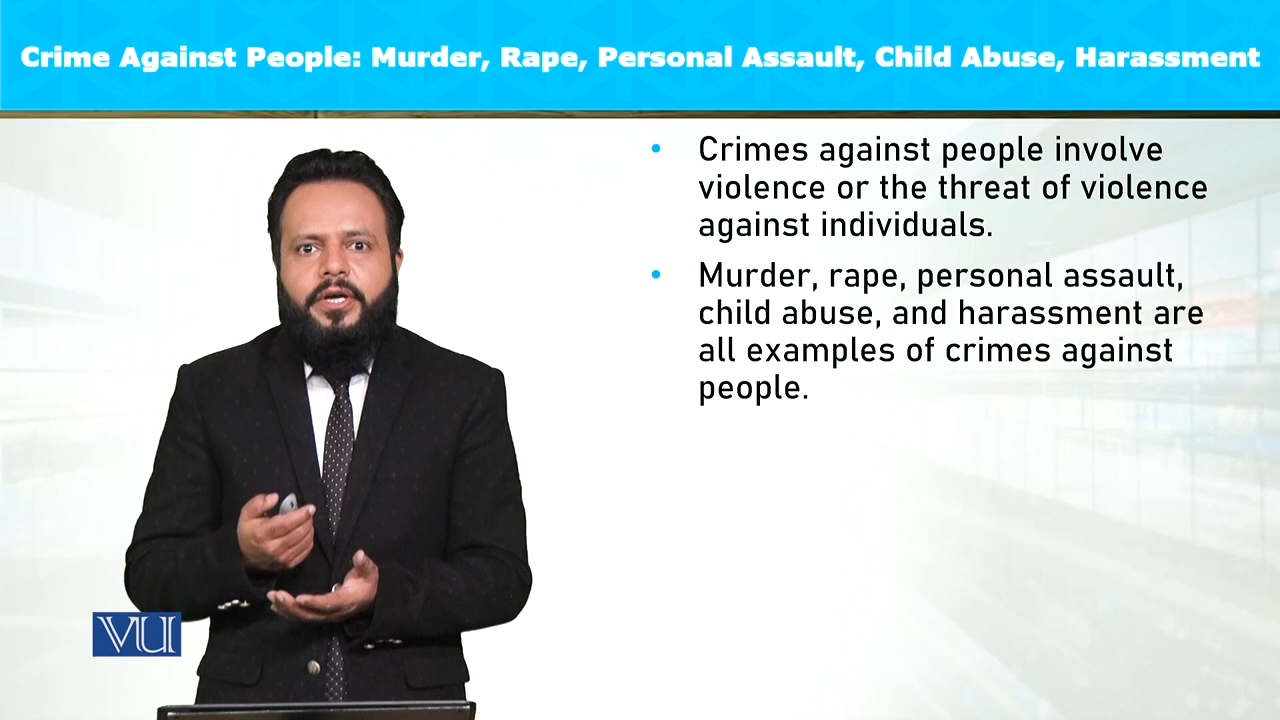 Crime Against People: Murder, Rape, Personal Assault, Child Abuse, Harassment
• Crimes against people involve
violence or the threat of violence
against individuals.
• Murder, rape, personal assault,
child abuse, and harassment are
all examples of crimes against
people.
VU